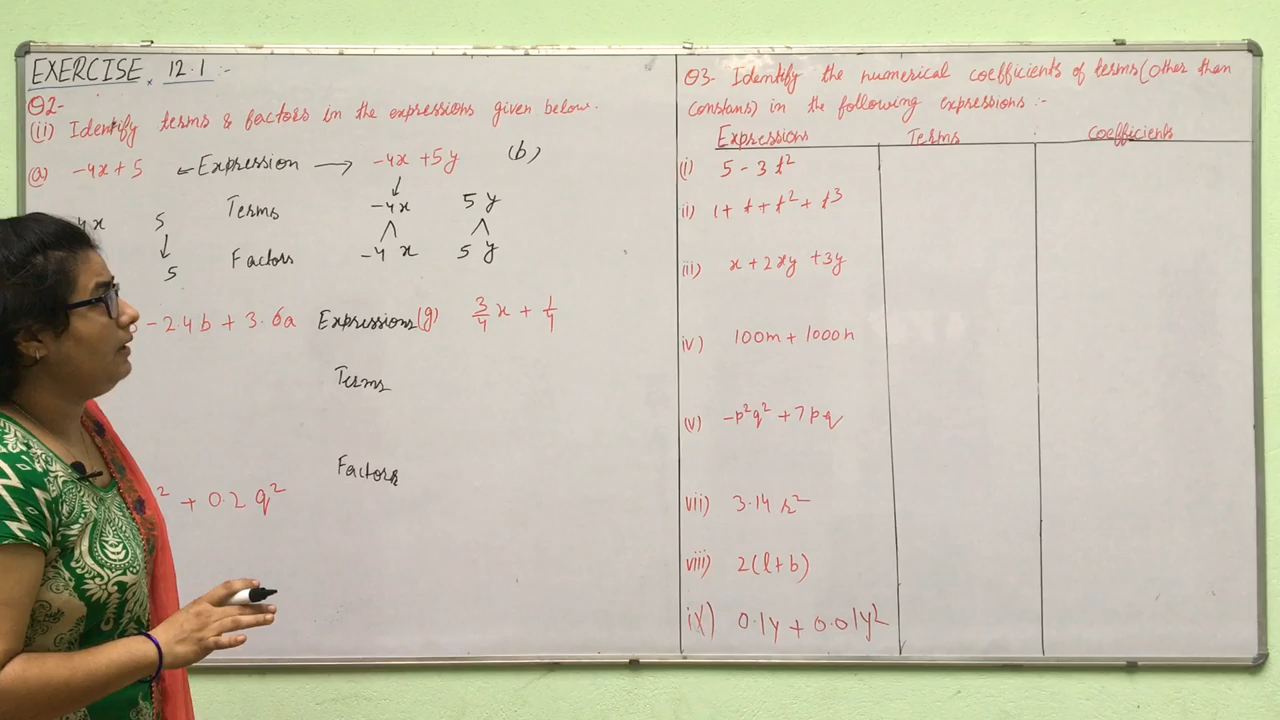 EXERCISE 12.1 :-
Q2-
(ii) Identify terms & factors in the expressions given below.
(a) -4x+5 ← Expression → -4x +5y (b)
4x 5 Terms -4x 5y
5 Factors -4 x 5 y
-2.4b + 3.6a Expressions (g) 3/4 x + 1/4
Terms
Factors
2 + 0.2 q²
Q3- Identify the numerical coefficients of terms (other than
constans) in the following expressions :-
Expressions Terms Coefficients
(i) 5 - 3t²
ii) 1+ t + t² + t³
(iii) x + 2xy + 3y
iv) 100m + 1000n
(v) -p²q² + 7pq
vii) 3.14 r²
viii) 2(l+b)
ix) 0.1y + 0.01y²